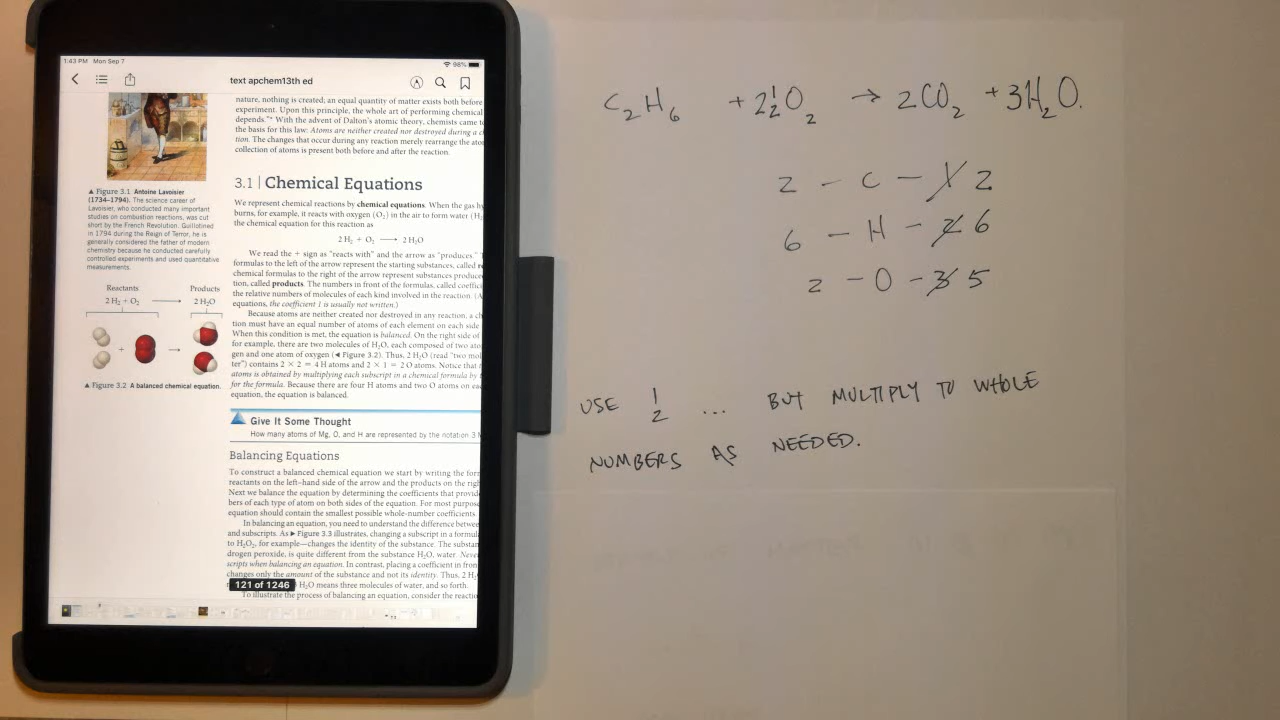 1:43 PM Mon Sep 7
98%
text apchem13th ed
nature, nothing is created; an equal quantity of matter exists both before
experiment. Upon this principle, the whole art of performing chemical
depends."* With the advent of Dalton's atomic theory, chemists came to
the basis for this law: Atoms are neither created nor destroyed during a
tion. The changes that occur during any reaction merely rearrange the
collection of atoms is present both before and after the reaction.
▲ Figure 3.1 Antoine Lavoisier
(1734–1794). The science career of
Lavoisier, who conducted many important
studies on combustion reactions, was cut
short by the French Revolution. Guillotined
in 1794 during the Reign of Terror, he is
generally considered the father of modern
chemistry because he conducted carefully
controlled experiments and used quantitative
measurements.
3.1 | Chemical Equations
We represent chemical reactions by chemical equations. When the gas
burns, for example, it reacts with oxygen (O₂) in the air to form water
the chemical equation for this reaction as
2 H₂ + O₂ ⟶ 2 H₂O
We read the + sign as "reacts with" and the arrow as "produces."
formulas to the left of the arrow represent the starting substances, called
chemical formulas to the right of the arrow represent substances
tion, called products. The numbers in front of the formulas, called
the relative numbers of molecules of each kind involved in the reaction.
equations, the coefficient 1 is usually not written.)
Because atoms are neither created nor destroyed in any reaction, a
tion must have an equal number of atoms of each element on each side
When this condition is met, the equation is balanced. On the right side of
for example, there are two molecules of H₂O, each composed of two
gen and one atom of oxygen (◄ Figure 3.2). Thus, 2 H₂O (read "two
ter") contains 2 × 2 = 4 H atoms and 2 × 1 = 2 O atoms. Notice that
atoms is obtained by multiplying each subscript in a chemical formula by
for the formula. Because there are four H atoms and two O atoms on
equation, the equation is balanced.
Reactants Products
2 H₂ + O₂ ⟶ 2 H₂O
+ →
▲ Figure 3.2 A balanced chemical equation.
Give It Some Thought
How many atoms of Mg, O, and H are represented by the notation 3
Balancing Equations
To construct a balanced chemical equation we start by writing the
reactants on the left-hand side of the arrow and the products on the
Next we balance the equation by determining the coefficients that
bers of each type of atom on both sides of the equation. For most
equation should contain the smallest possible whole-number coefficients.
In balancing an equation, you need to understand the difference
and subscripts. As ► Figure 3.3 illustrates, changing a subscript in a
to H₂O₂, for example—changes the identity of the substance. The
drogen peroxide, is quite different from the substance H₂O, water.
scripts when balancing an equation. In contrast, placing a coefficient in
changes only the amount of the substance and not its identity. Thus, 2
H₂O means three molecules of water, and so forth.
121 of 1246
To illustrate the process of balancing an equation, consider the
C₂H₆ + 2½O₂ → 2CO₂ + 3H₂O.
2 – C – 1 2
6 – H – 2 6
2 – O – 3 5
USE ½ ... BUT MULTIPLY TO WHOLE
NUMBERS AS NEEDED.